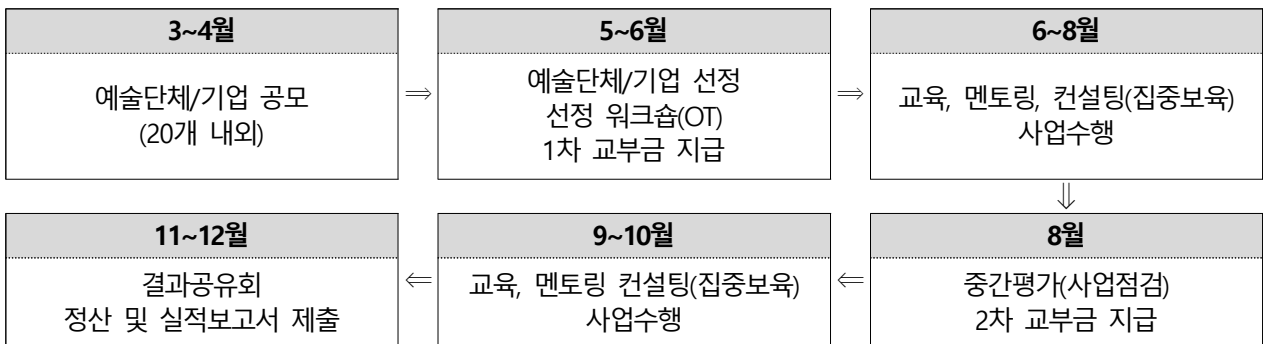 3~4월
예술단체/기업 공모
(20개 내외)
⇒
5~6월
예술단체/기업 선정
선정 워크숍(OT)
1차 교부금 지급
⇒
6~8월
교육, 멘토링, 컨설팅(집중보육)
사업수행
⇓
8월
중간평가(사업점검)
2차 교부금 지급
⇐
9~10월
교육, 멘토링 컨설팅(집중보육)
사업수행
⇐
11~12월
결과공유회
정산 및 실적보고서 제출